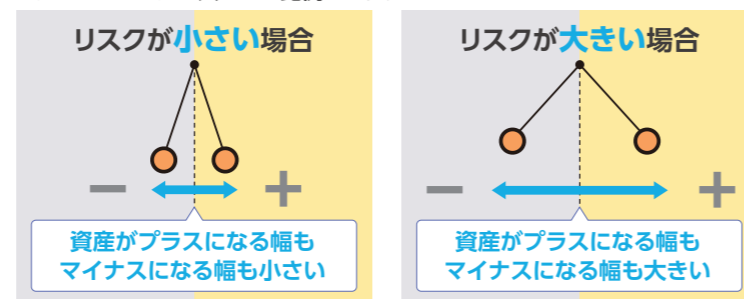 リスクが小さい場合
－ ＋
資産がプラスになる幅も
マイナスになる幅も小さい
リスクが大きい場合
－ ＋
資産がプラスになる幅も
マイナスになる幅も大きい